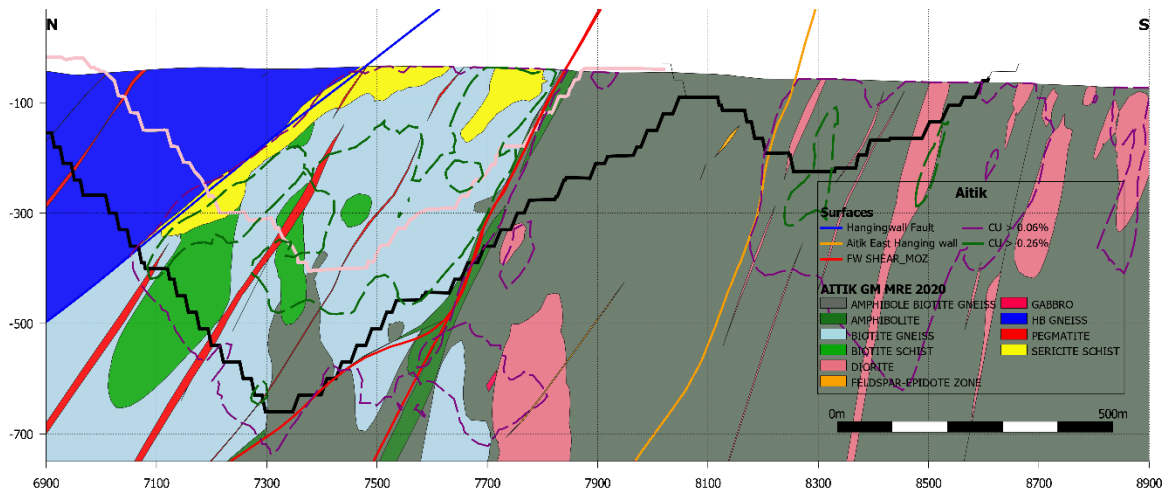 N
S
-100
-300
-500
-700
Aitik
Surfaces
Hangingwall Fault
CU > 0.06%
Aitik East Hanging wall
CU > 0.26%
FW SHEAR_MOZ
AITIK GM MRE 2020
AMPHIBOLE BIOTITE GNEISS
GABBRO
AMPHIBOLITE
HB GNEISS
BIOTITE GNEISS
PEGMATITE
BIOTITE SCHIST
SERICITE SCHIST
DIORITE
FELDSPAR-EPIDOTE ZONE
0m
500m
6900
7100
7300
7500
7700
7900
8100
8300
8500
8700
8900